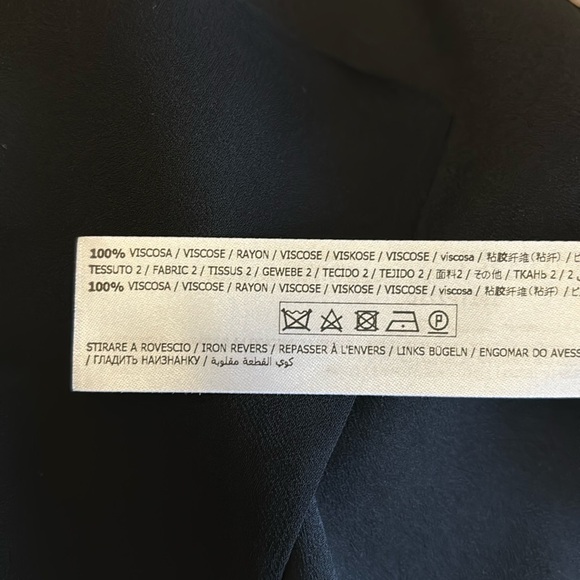 100% VISCOSA / VISCOSE / RAYON / VISCOSE / VISKOSE / VISCOSE / viscosa / 粘胶纤维(粘纤) /
TESSUTO 2 / FABRIC 2 / TISSUS 2 / GEWEBE 2 / TECIDO 2 / TEJIDO 2 / 面料2 / その他 / ТКАНЬ 2 / 2
100% VISCOSA / VISCOSE / RAYON / VISCOSE / VISKOSE / VISCOSE / viscosa / 粘胶纤维(粘纤) /
P
STIRARE A ROVESCIO / IRON REVERS / REPASSER À L'ENVERS / LINKS BÜGELN / ENGOMAR DO AVESS
/ ГЛАДИТЬ НАИЗНАНКУ / كوي القطعة مقلوبة